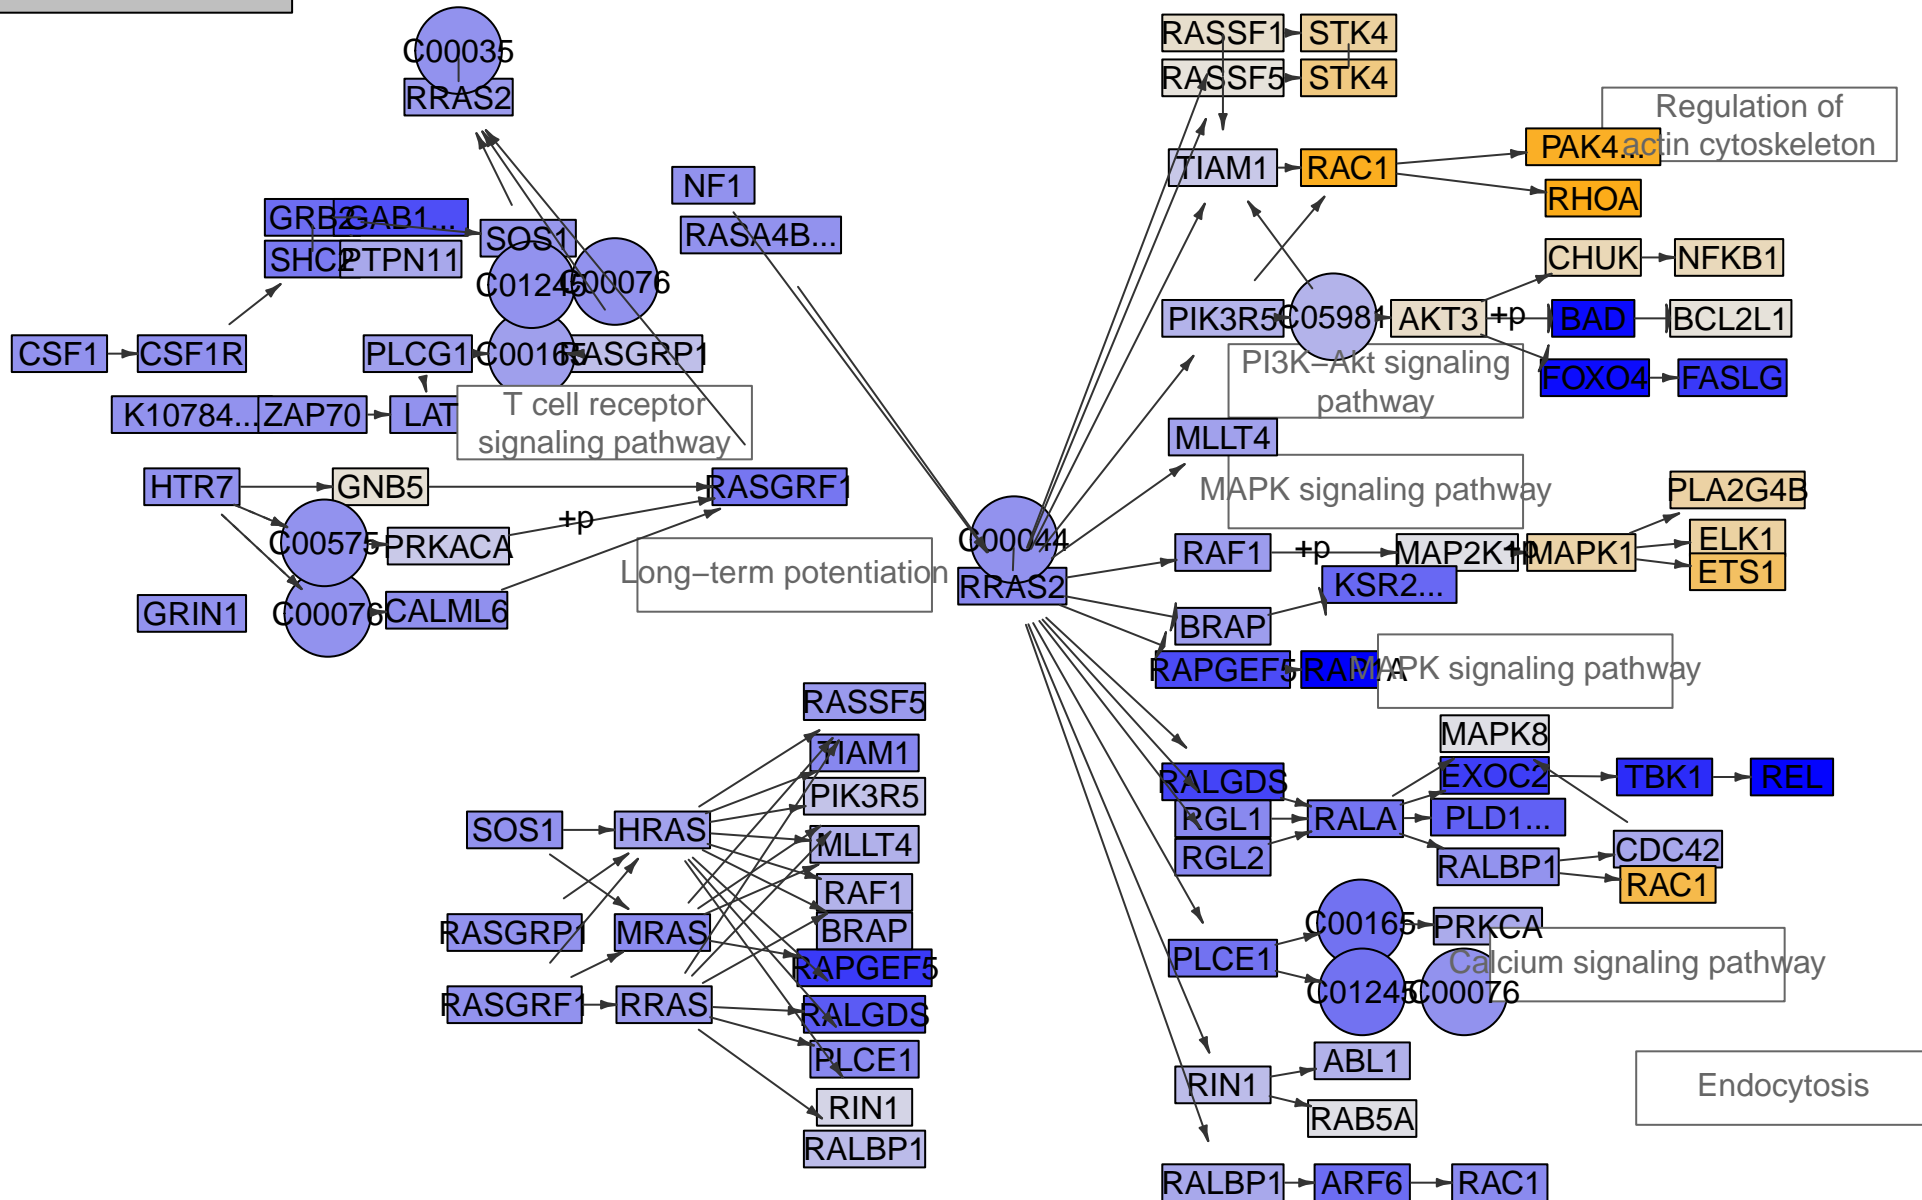 C00035
RRAS2
RASSF1
STK4
RASSF5
STK4
Regulation of
actin cytoskeleton
PAK4...
TIAM1
RAC1
RHOA
NF1
RASA4B...
GRB2
GAB1...
SHC2
PTPN11
SOS1
C01245
C00076
CHUK
NFKB1
PIK3R5
C05981
AKT3
+p
BAD
BCL2L1
CSF1
CSF1R
PLCG1
C00165
RASGRP1
PI3K−Akt signaling
pathway
FOXO4
FASLG
K10784...
ZAP70
LAT
T cell receptor
signaling pathway
MLLT4
HTR7
GNB5
RASGRF1
MAPK signaling pathway
PLA2G4B
+p
C00575
PRKACA
C00044
RAF1
+p
MAP2K1
+p
MAPK1
ELK1
ETS1
Long−term potentiation
RRAS2
KSR2...
GRIN1
C00076
CALML6
BRAP
RAPGEF5
RAP1A
MAPK signaling pathway
RASSF5
TIAM1
MAPK8
RALGDS
EXOC2
TBK1
REL
PIK3R5
SOS1
HRAS
RGL1
RALA
PLD1...
MLLT4
RGL2
RALBP1
CDC42
RAC1
RAF1
RASGRP1
MRAS
BRAP
C00165
PRKCA
RAPGEF5
PLCE1
Calcium signaling pathway
C01245
C00076
RASGRF1
RRAS
RALGDS
PLCE1
ABL1
RIN1
RIN1
Endocytosis
RAB5A
RALBP1
RALBP1
ARF6
RAC1